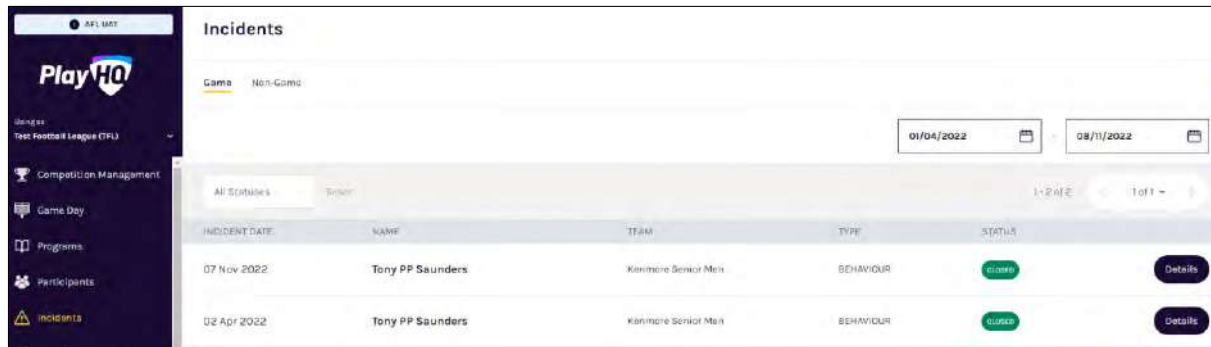 AFL UAT
Incidents
PlayHQ
Game Non-Game
Test Football League (TFL)
01/04/2022 - 08/11/2022
Competition Management
All Statuses Reset 1-2 of 2 1 of 1
Game Day
INCIDENT DATE NAME TEAM TYPE STATUS
Programs
07 Nov 2022 Tony PP Saunders Kenmore Senior Men BEHAVIOUR CLOSED Details
Participants
Incidents
02 Apr 2022 Tony PP Saunders Kenmore Senior Men BEHAVIOUR CLOSED Details